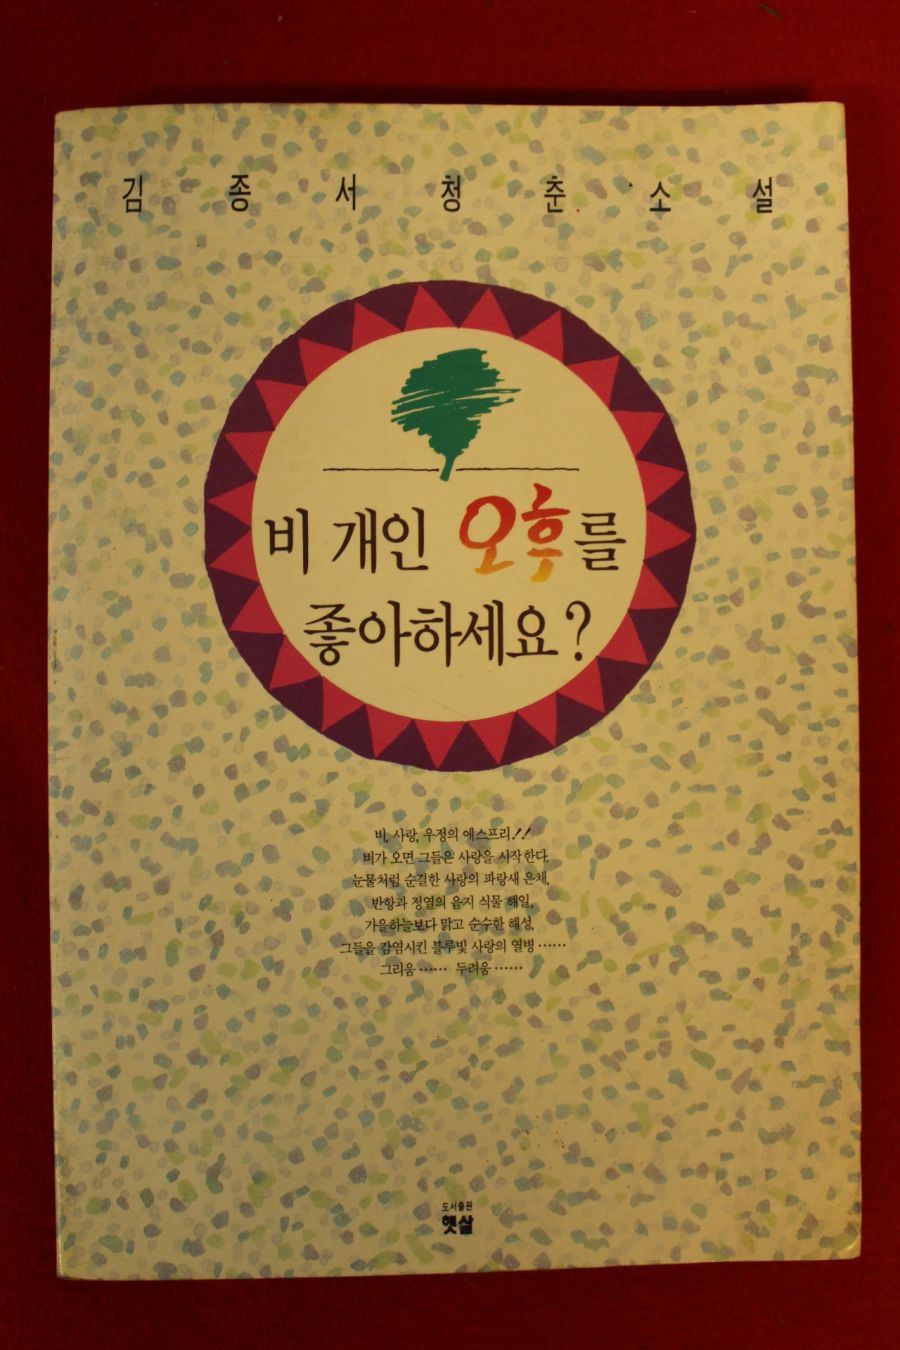 김종서청춘소설
비 개인 오후를
좋아하세요?
비, 사랑, 우정의 에스프리!!
비가 오면 그들은 사랑을 시작한다.
눈물처럼 순결한 사랑의 파랑새 은채,
반항과 정열의 음지 식물 해일,
가을하늘보다 맑고 순수한 해성,
그들을 감염시킨 블루빛 사랑의 열병……
그리움…… 두려움……
도서출판
햇살